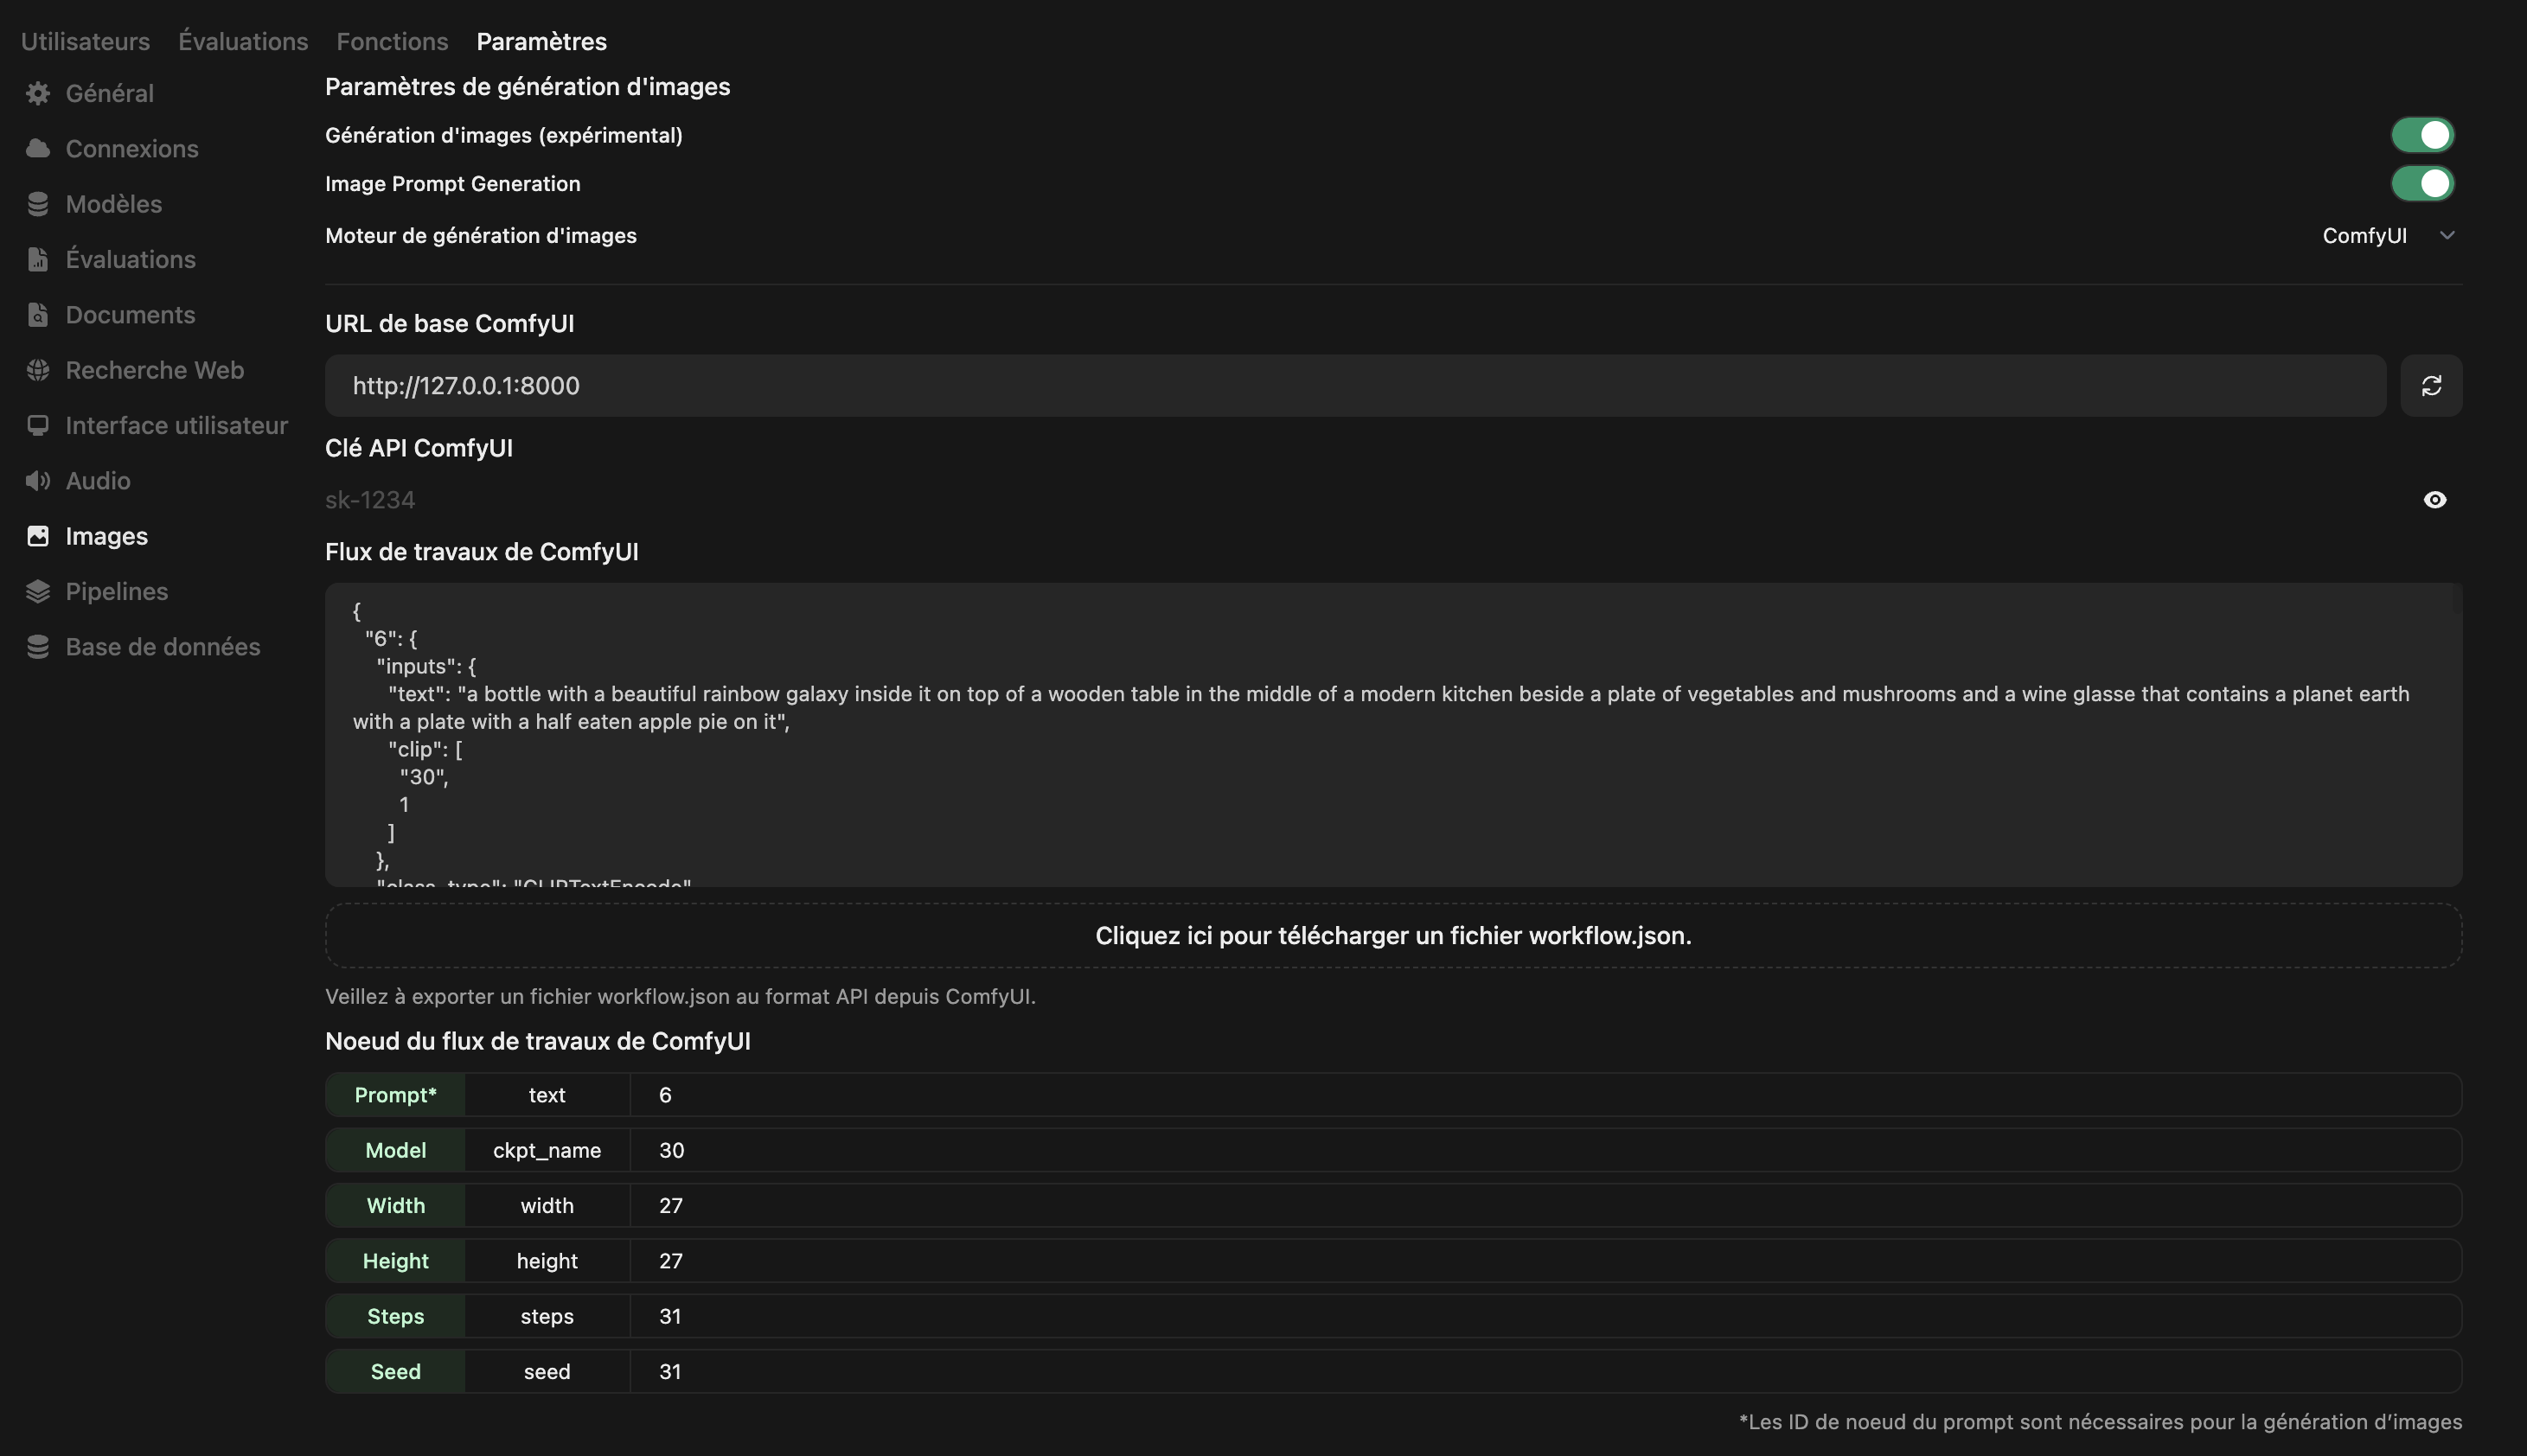 Utilisateurs Évaluations Fonctions Paramètres
Général
Connexions
Modèles
Évaluations
Documents
Recherche Web
Interface utilisateur
Audio
Images
Pipelines
Base de données
Paramètres de génération d'images
Génération d'images (expérimental)
Image Prompt Generation
Moteur de génération d'images ComfyUI
URL de base ComfyUI
http://127.0.0.1:8000
Clé API ComfyUI
sk-1234
Flux de travaux de ComfyUI
{
"6": {
"inputs": {
"text": "a bottle with a beautiful rainbow galaxy inside it on top of a wooden table in the middle of a modern kitchen beside a plate of vegetables and mushrooms and a wine glasse that contains a planet earth
with a plate with a half eaten apple pie on it",
"clip": [
"30",
1
]
},
"class_type": "CLIPTextEncode"
Cliquez ici pour télécharger un fichier workflow.json.
Veillez à exporter un fichier workflow.json au format API depuis ComfyUI.
Noeud du flux de travaux de ComfyUI
Prompt* text 6
Model ckpt_name 30
Width width 27
Height height 27
Steps steps 31
Seed seed 31
*Les ID de noeud du prompt sont nécessaires pour la génération d’images